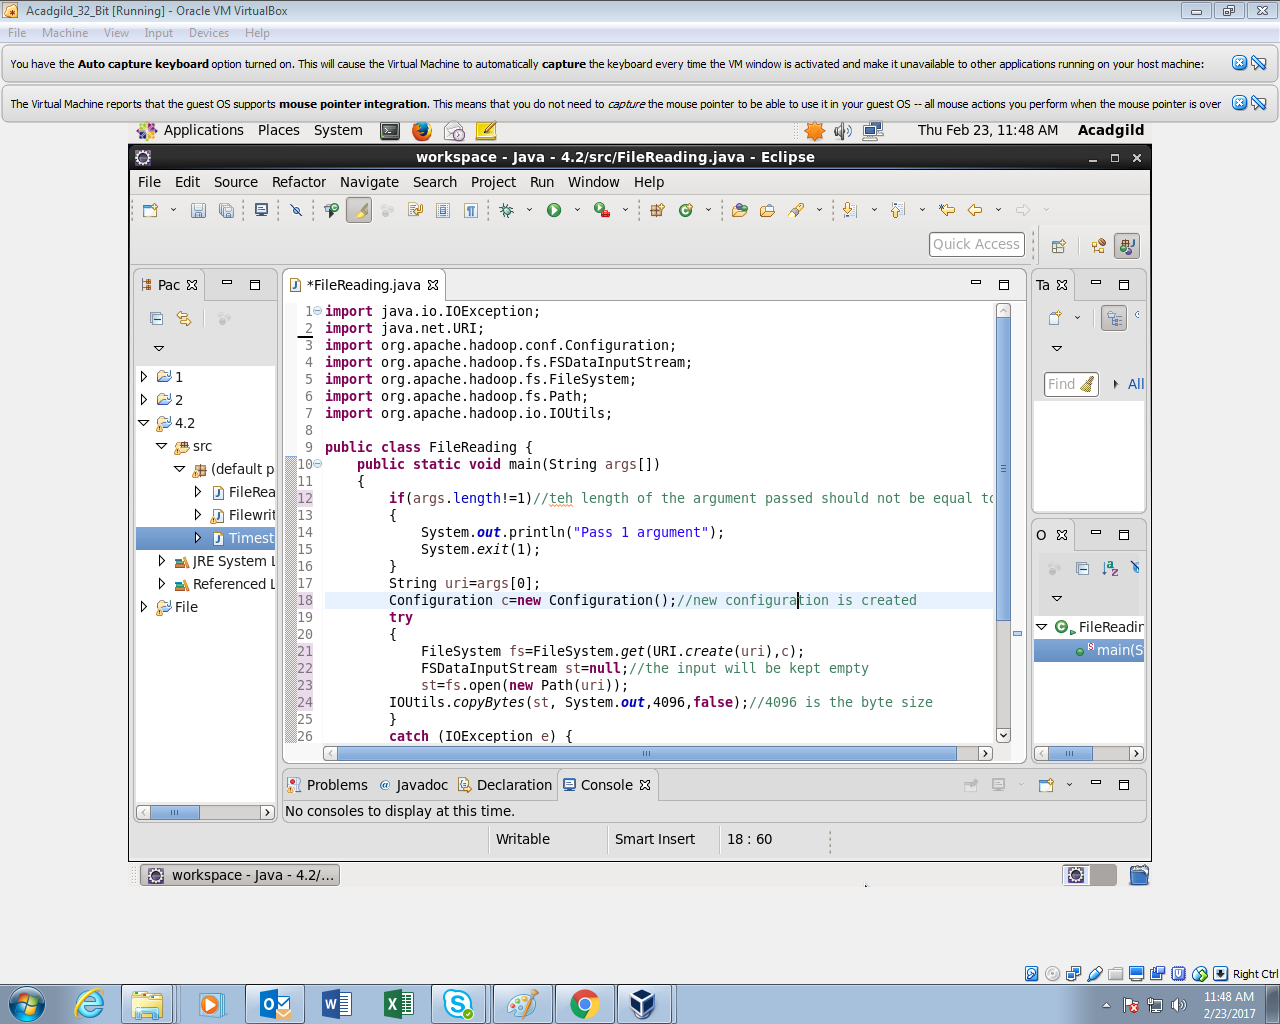 Acadgild_32_Bit [Running] - Oracle VM VirtualBox
File Machine View Input Devices Help
You have the Auto capture keyboard option turned on. This will cause the Virtual Machine to automatically capture the keyboard every time the VM window is activated and make it unavailable to other applications running on your host machine:
The Virtual Machine reports that the guest OS supports mouse pointer integration. This means that you do not need to capture the mouse pointer to be able to use it in your guest OS -- all mouse actions you perform when the mouse pointer is over
Applications Places System Thu Feb 23, 11:48 AM Acadgild
workspace - Java - 4.2/src/FileReading.java - Eclipse
File Edit Source Refactor Navigate Search Project Run Window Help
Quick Access
Pac
*FileReading.java
Ta
1 import java.io.IOException;
2 import java.net.URI;
3 import org.apache.hadoop.conf.Configuration;
4 import org.apache.hadoop.fs.FSDataInputStream;
5 import org.apache.hadoop.fs.FileSystem;
6 import org.apache.hadoop.fs.Path;
7 import org.apache.hadoop.io.IOUtils;
8
9 public class FileReading {
10 public static void main(String args[])
11 {
12 if(args.length!=1)//teh length of the argument passed should not be equal to
13 {
14 System.out.println("Pass 1 argument");
15 System.exit(1);
16 }
17 String uri=args[0];
18 Configuration c=new Configuration();//new configuration is created
19 try
20 {
21 FileSystem fs=FileSystem.get(URI.create(uri),c);
22 FSDataInputStream st=null;//the input will be kept empty
23 st=fs.open(new Path(uri));
24 IOUtils.copyBytes(st, System.out,4096,false);//4096 is the byte size
25 }
26 catch (IOException e) {
1
2
4.2
src
(default p
FileRea
Filewrit
Timest
JRE System L
Referenced L
File
Find All
O
FileReadin
main(S
Problems Javadoc Declaration Console
No consoles to display at this time.
Writable Smart Insert 18 : 60
workspace - Java - 4.2/...
Right Ctrl
11:48 AM
2/23/2017